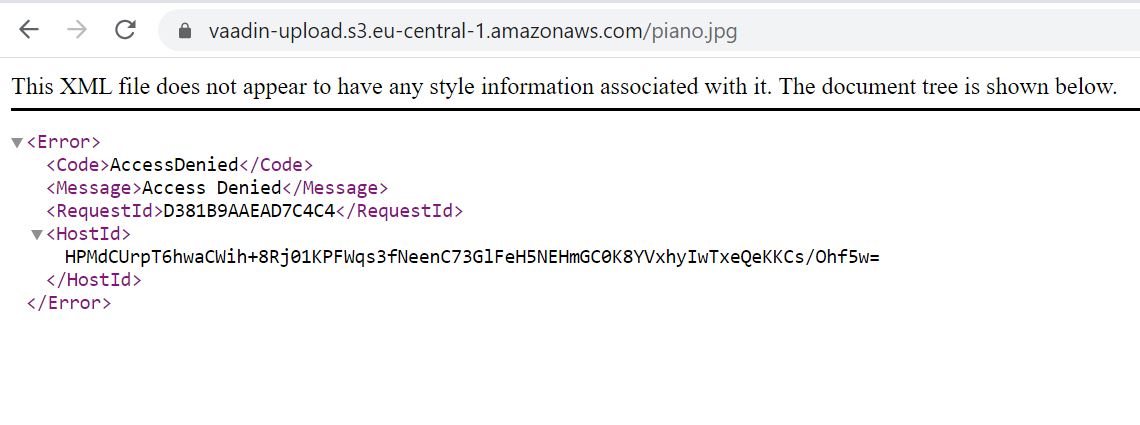 vaadin-upload.s3.eu-central-1.amazonaws.com/piano.jpg
This XML file does not appear to have any style information associated with it. The document tree is shown below.
<Error>
<Code>AccessDenied</Code>
<Message>Access Denied</Message>
<RequestId>D381B9AAEAD7C4C4</RequestId>
<HostId>
HPMdCUrpT6hwaCWih+8Rj01KPFWqs3fNeenC73GlFeH5NEHmGC0K8YVxhyIwTxeQeKKCs/Ohf5w=
</HostId>
</Error>